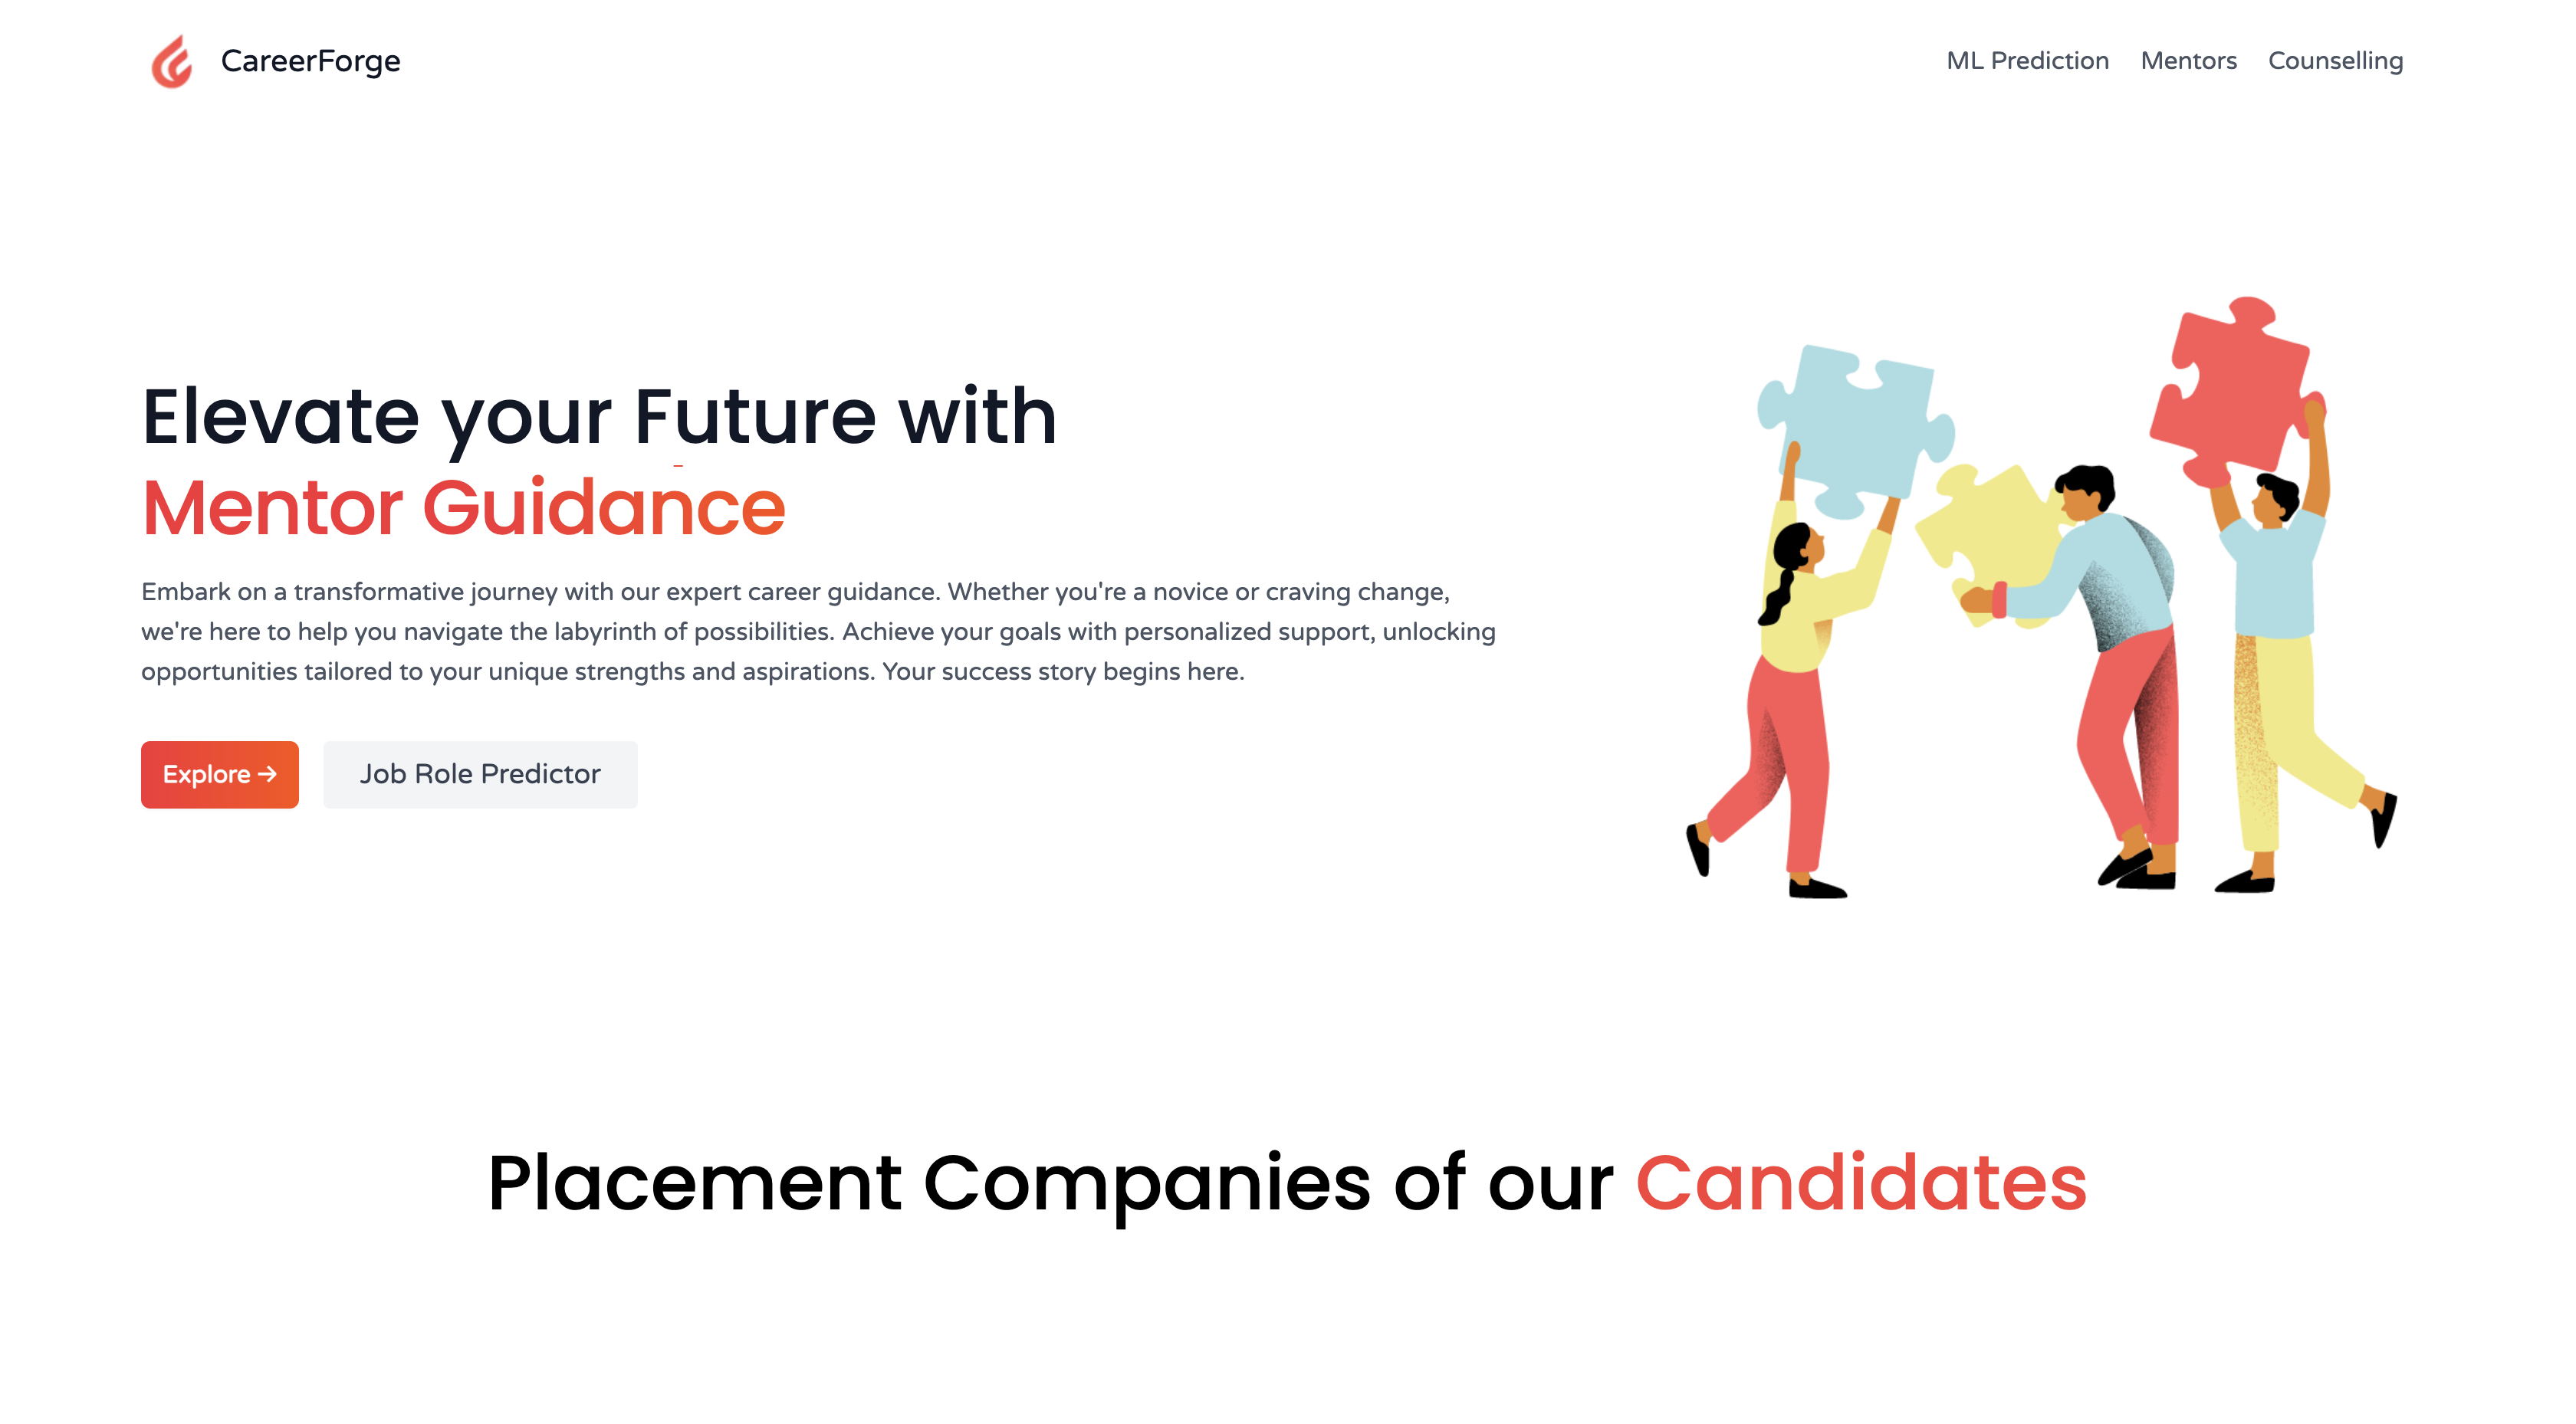 CareerForge
ML Prediction
Mentors
Counselling
Elevate your Future with
Mentor Guidance
Embark on a transformative journey with our expert career guidance. Whether you're a novice or craving change,
we're here to help you navigate the labyrinth of possibilities. Achieve your goals with personalized support, unlocking
opportunities tailored to your unique strengths and aspirations. Your success story begins here.
Explore →
Job Role Predictor
Placement Companies of our Candidates